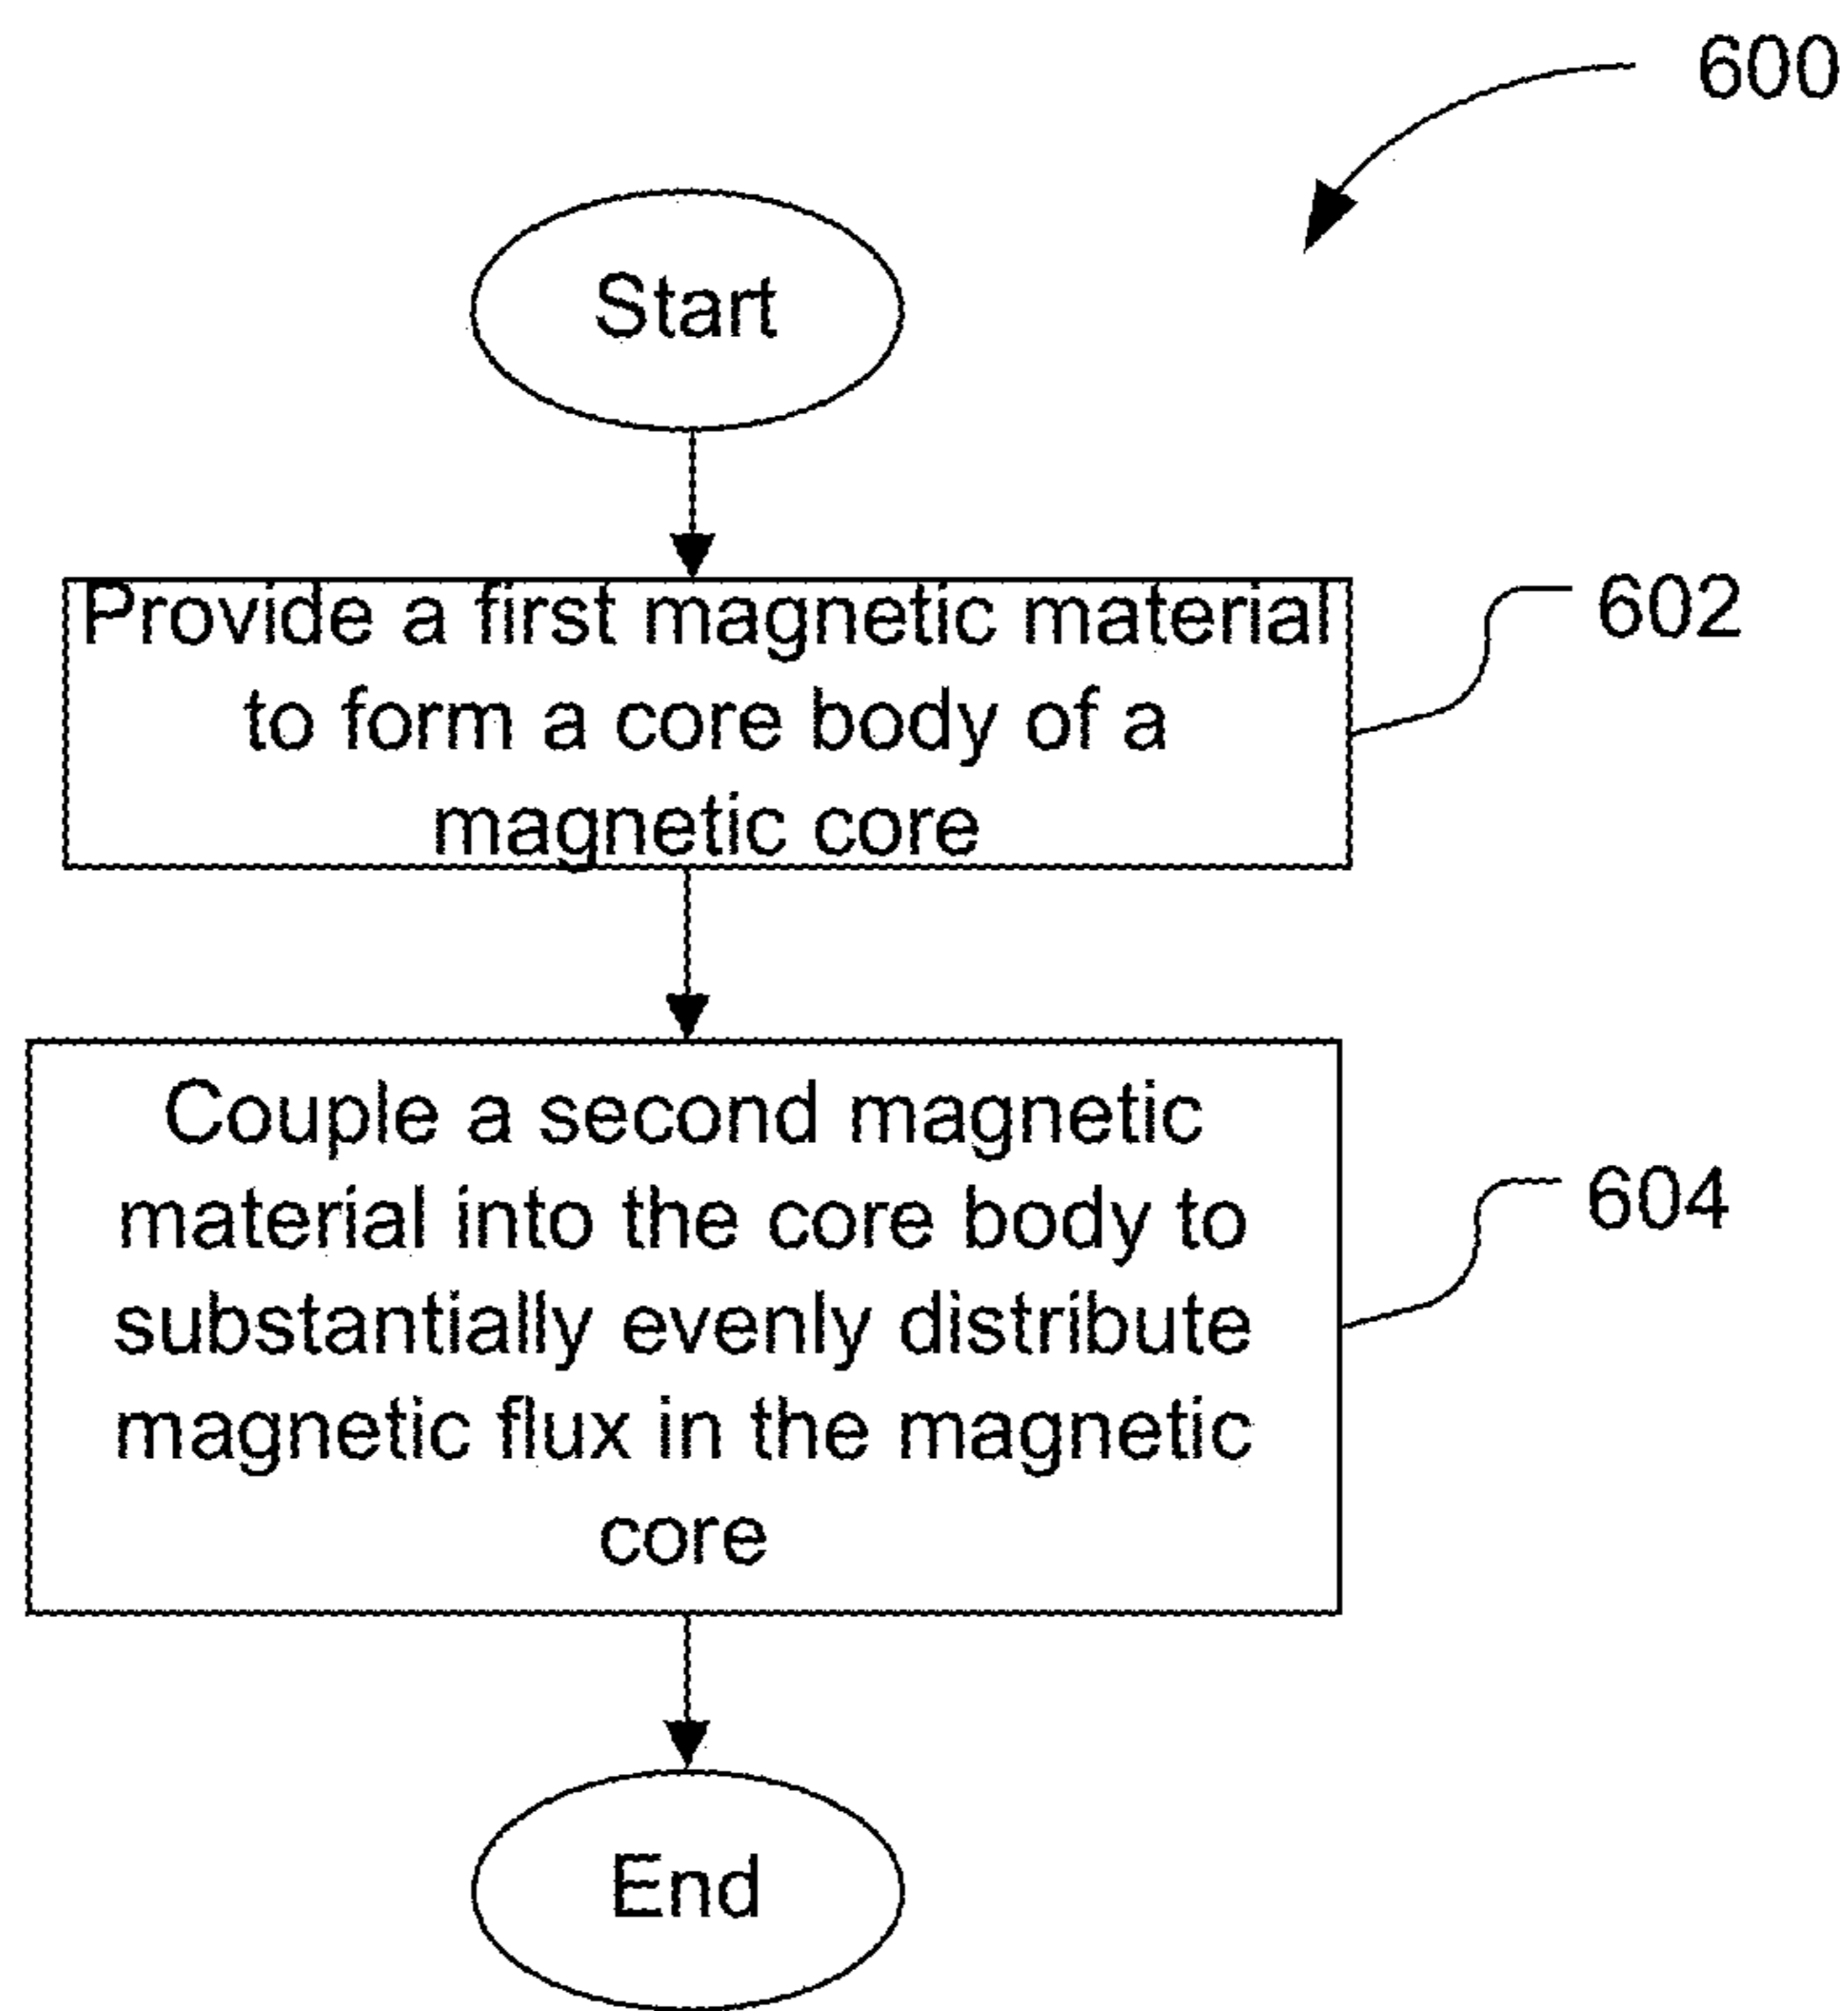 600
Start
Provide a first magnetic material
to form a core body of a
magnetic core
602
Couple a second magnetic
material into the core body to
substantially evenly distribute
magnetic flux in the magnetic
core
604
End